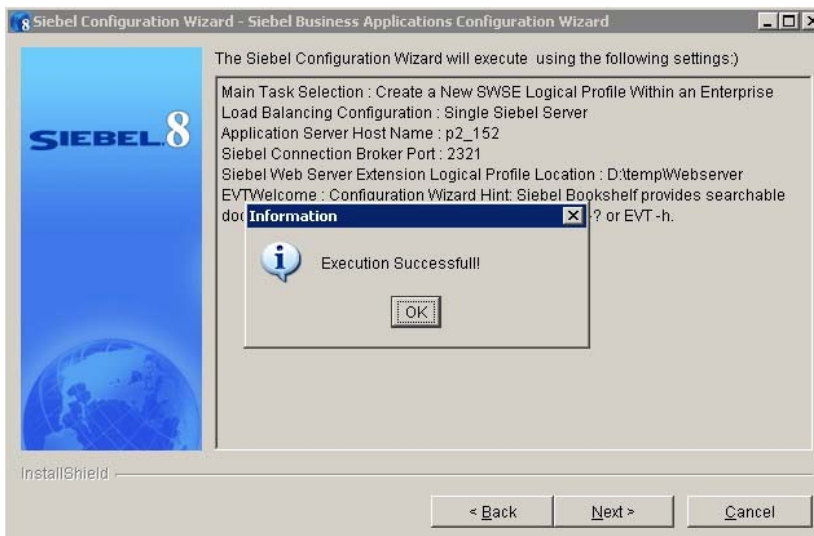 Siebel Configuration Wizard - Siebel Business Applications Configuration Wizard
The Siebel Configuration Wizard will execute using the following settings:)
SIEBEL. 8
Main Task Selection : Create a New SWSE Logical Profile Within an Enterprise
Load Balancing Configuration : Single Siebel Server
Application Server Host Name : p2_152
Siebel Connection Broker Port : 2321
Siebel Web Server Extension Logical Profile Location : D:\temp\Webserver
EVTWelcome : Configuration Wizard Hint: Siebel Bookshelf provides searchable
-? or EVT -h.
Information
Execution Successfull!
OK
InstallShield
< Back
Next >
Cancel